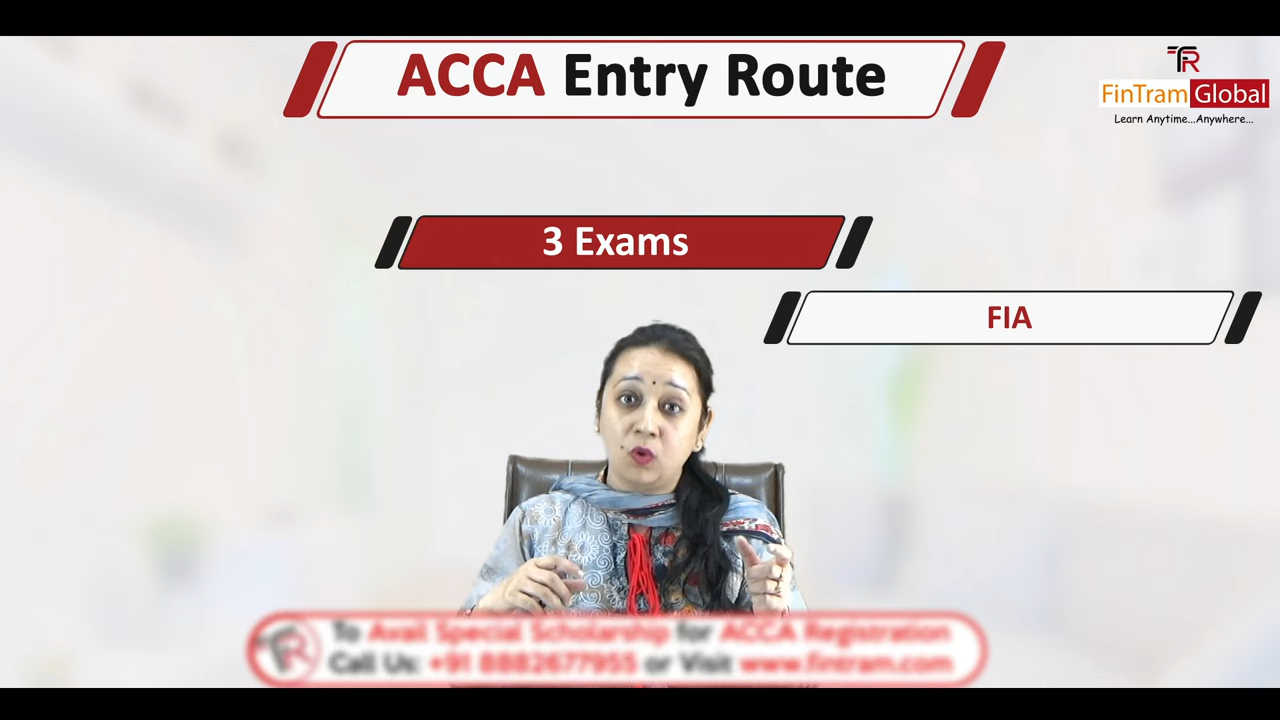 ACCA Entry Route
FinTram Global
Learn Anytime...Anywhere...
3 Exams
FIA
To Avail Special Scholarship for ACCA Registration
Call Us: +91 8882677955 or Visit www.fintram.com